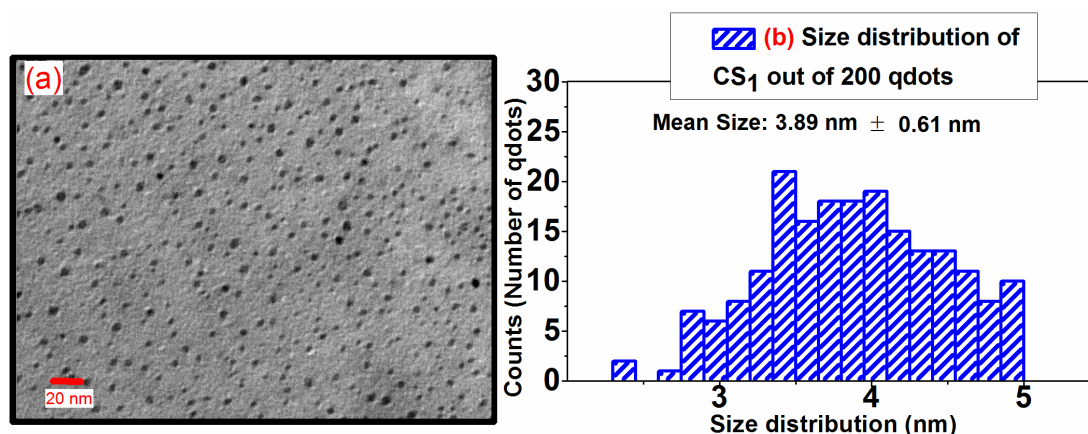 (a)
20 nm
(b) Size distribution of
CS1 out of 200 qdots
Mean Size: 3.89 nm ± 0.61 nm
Counts (Number of qdots)
30
25
20
15
10
5
0
3 4 5
Size distribution (nm)